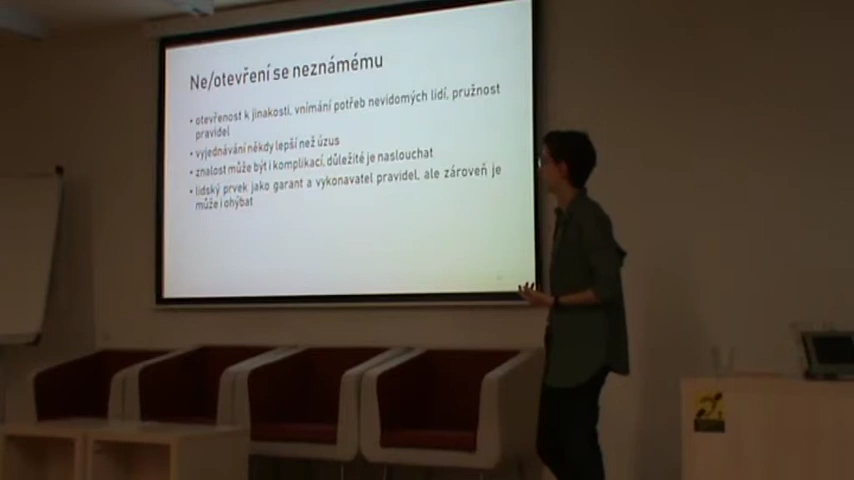 Ne/otevření se neznámému
• otevřenost k jinakosti, vnímání potřeb nevidomých lidí, pružnost
pravidel
• vyjednávání někdy lepší než úzus
• znalost může být i komplikací, důležité je naslouchat
• lidský prvek jako garant a vykonavatel pravidel, ale zároveň je
může i ohýbat